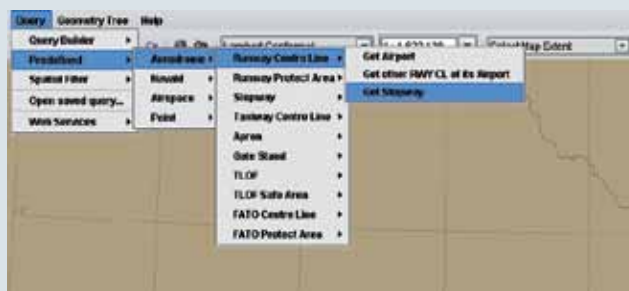 Query Geometry Tree Help
Query Builder
Predefined
Spatial Filter
Open saved query...
Web Services
Aerodrome
Navaid
Airspace
Point
Runway Centre Line
Runway Protect Area
Stopway
Taxiway Centre Line
Apron
Gate Stand
TLOF
TLOF Safe Area
FATO Centre Line
FATO Protect Area
Get Airport
Get other RWY CL of its Airport
Get Stopway
Lambert Conformal
Map Extent